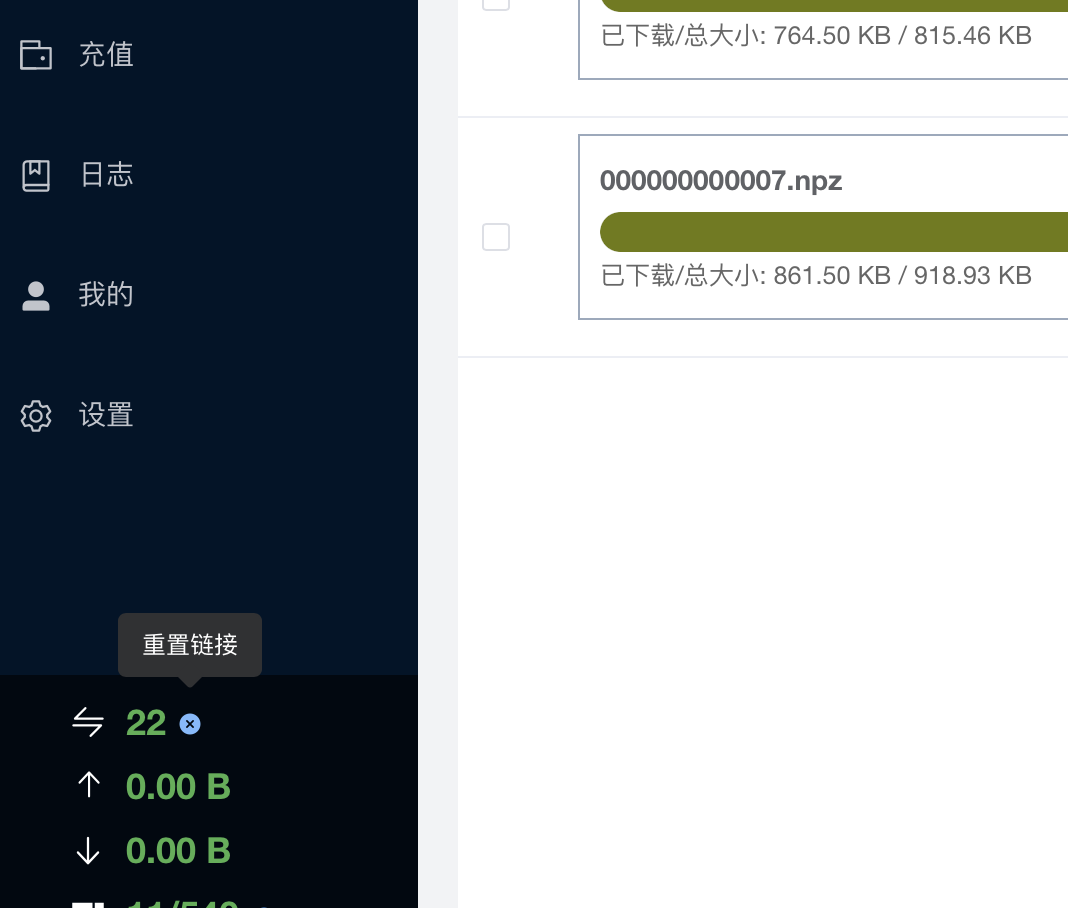 充值
日志
我的
设置
重置链接
22
0.00 B
0.00 B
已下载/总大小: 764.50 KB / 815.46 KB
000000000007.npz
已下载/总大小: 861.50 KB / 918.93 KB